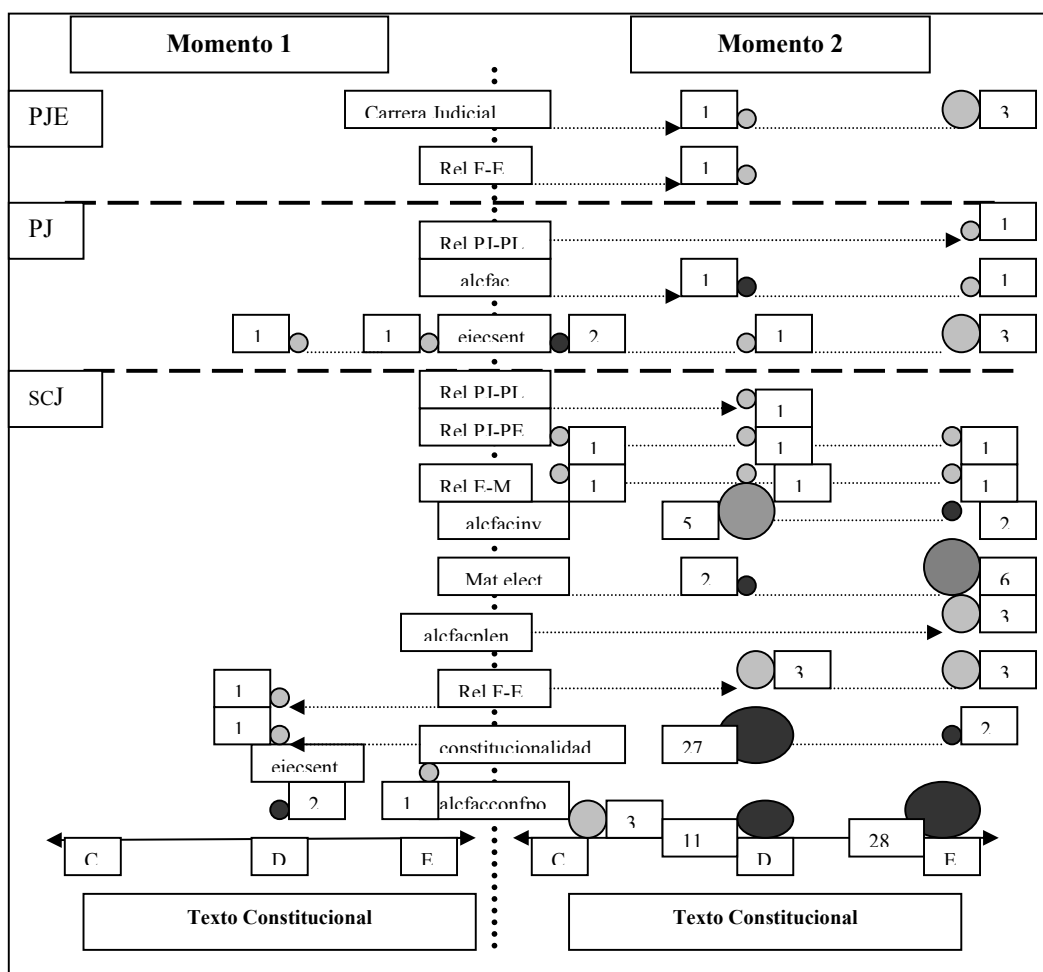 Momento 1
Momento 2
PJE
Carrera Judicial
1
3
Rel F-E
1
PJ
Rel PJ-PL
1
alcfac
1
1
1
1
ejecsent
2
1
3
SCJ
Rel PJ-PL
1
Rel PJ-PE
1
1
1
Rel F-M
1
1
1
alcfacinv
5
2
Mat elect
2
6
alcfacplen
3
1
Rel F-E
3
3
1
constitucionalidad
27
2
ejecsent
2
1
alcfacconfpo
3
11
28
C
D
E
C
D
E
Texto Constitucional
Texto Constitucional